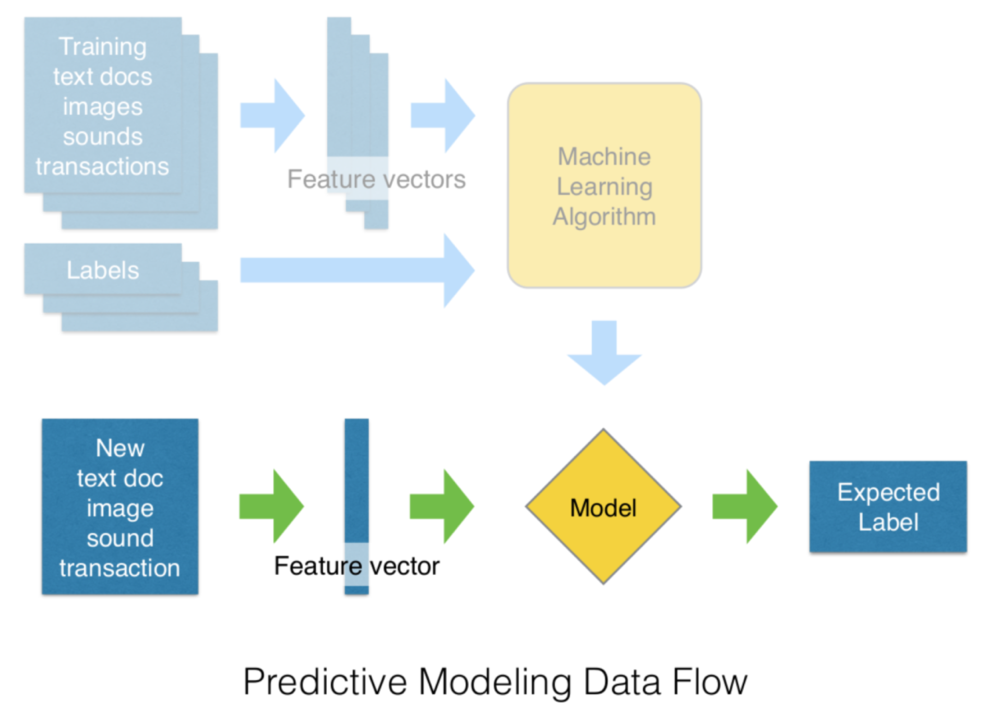 Training
text docs
images
sounds
transactions
Feature vectors
Machine
Learning
Algorithm
Labels
New
text doc
image
sound
transaction
Feature vector
Model
Expected
Label
Predictive Modeling Data Flow